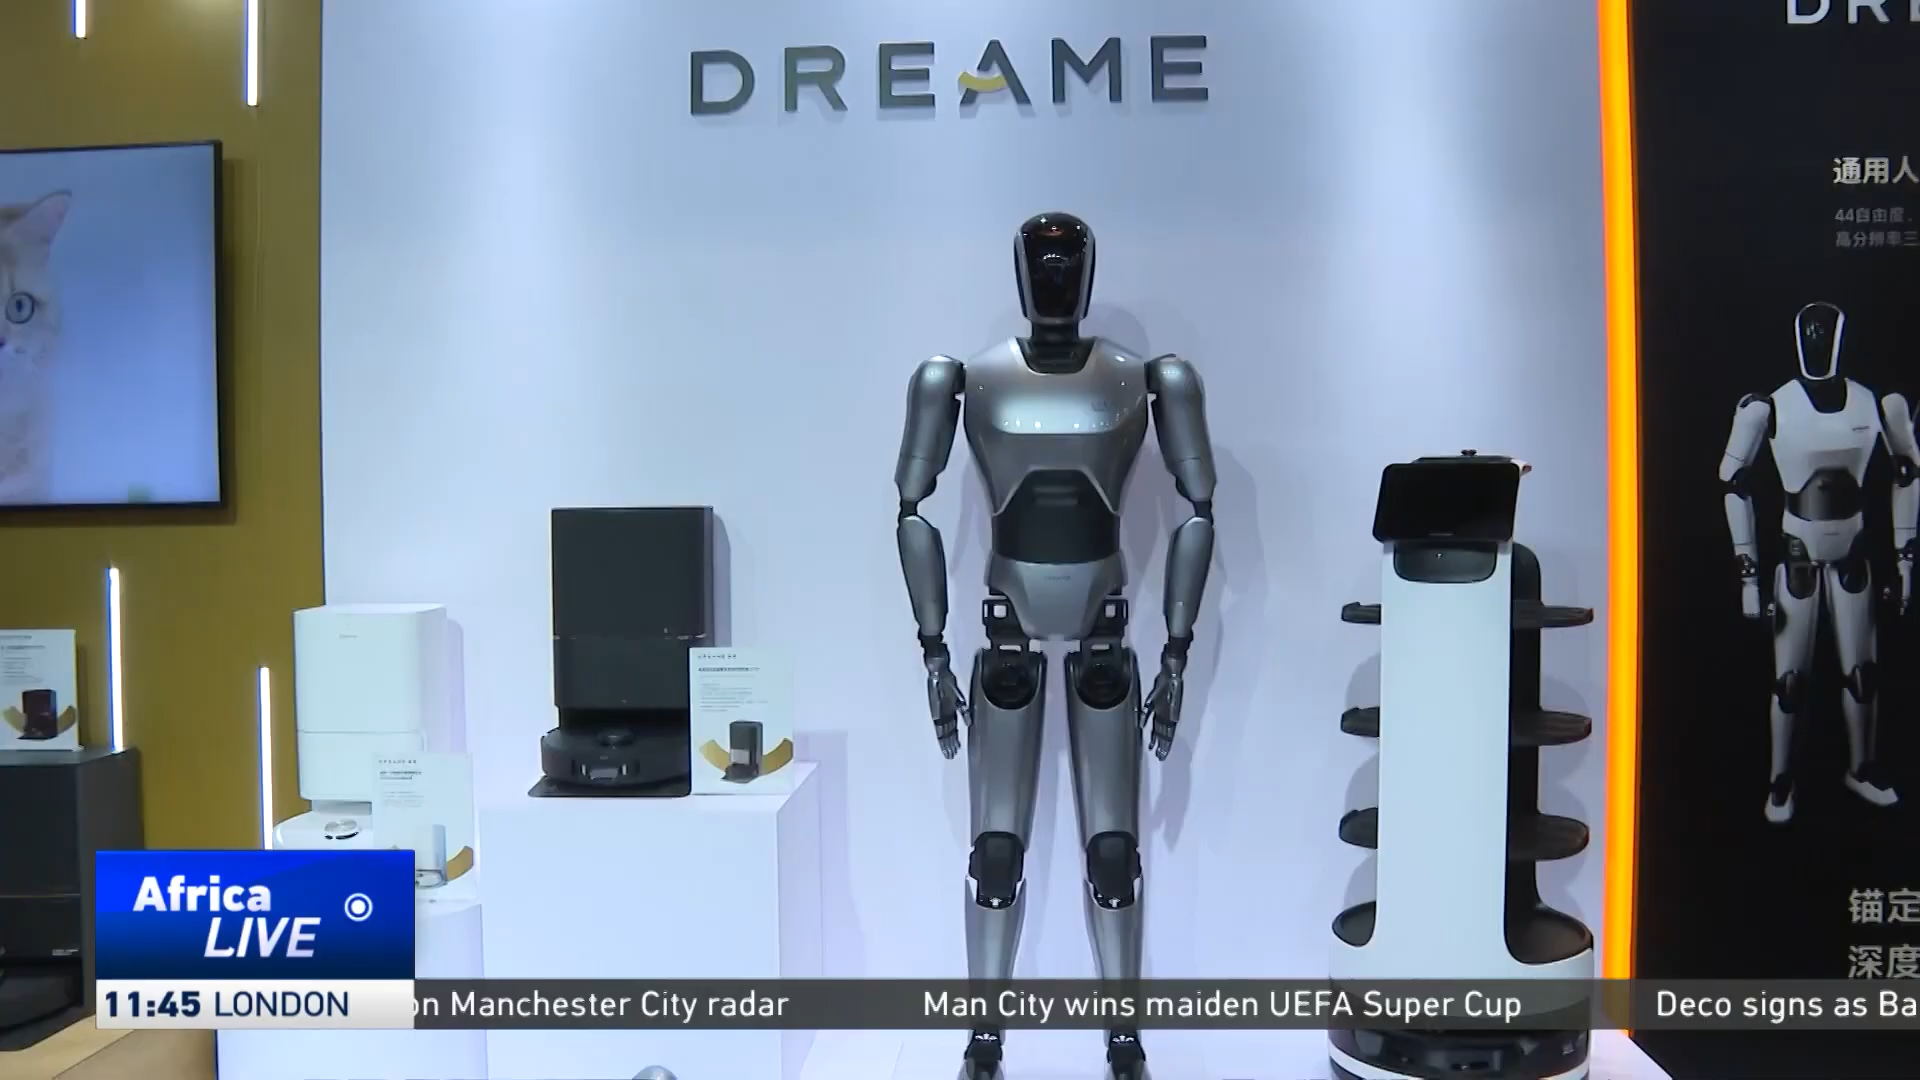 DREAME
DRE
通用人
44自由度、
高分辨率三
锚定
深度
Africa
LIVE
11:45 LONDON
on Manchester City radar
Man City wins maiden UEFA Super Cup
Deco signs as Ba